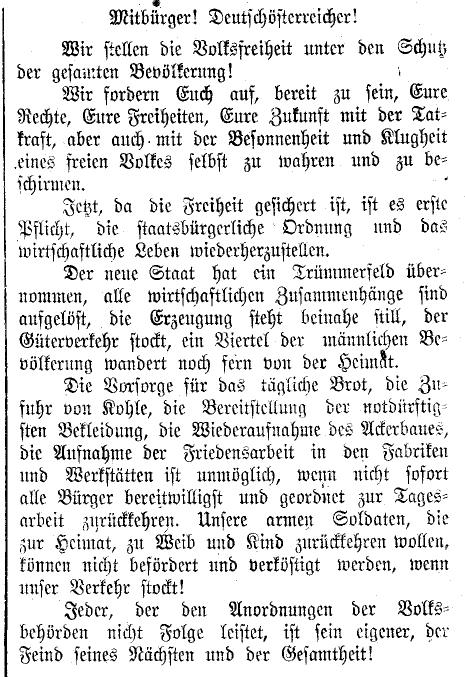 Mitbürger! Deutschösterreicher!
Wir stellen die Volksfreiheit unter den Schutz
der gesamten Bevölkerung!
Wir fordern Euch auf, bereit zu sein, Eure
Rechte, Eure Freiheiten, Eure Zukunft mit der Tat-
kraft, aber auch mit der Besonnenheit und Klugheit
eines freien Volkes selbst zu wahren und zu be-
schirmen.
Jetzt, da die Freiheit gesichert ist, ist es erste
Pflicht, die staatsbürgerliche Ordnung und das
wirtschaftliche Leben wiederherzustellen.
Der neue Staat hat ein Trümmerfeld über-
nommen, alle wirtschaftlichen Zusammenhänge sind
aufgelöst, die Erzeugung steht beinahe still, der
Güterverkehr stockt, ein Viertel der männlichen Be-
völkerung wandert noch fern von der Heimat.
Die Vorsorge für das tägliche Brot, die Zu-
fuhr von Kohle, die Bereitstellung der notdürftig-
sten Bekleidung, die Wiederaufnahme des Ackerbaues,
die Aufnahme der Friedensarbeit in den Fabriken
und Werkstätten ist unmöglich, wenn nicht sofort
alle Bürger bereitwilligst und geordnet zur Tages-
arbeit zurückkehren. Unsere armen Soldaten, die
zur Heimat, zu Weib und Kind zurückkehren wollen,
können nicht befördert und verköstigt werden, wenn
unser Verkehr stockt!
Jeder, der den Anordnungen der Volks-
behörden nicht Folge leistet, ist sein eigener, der
Feind seines Nächsten und der Gesamtheit!